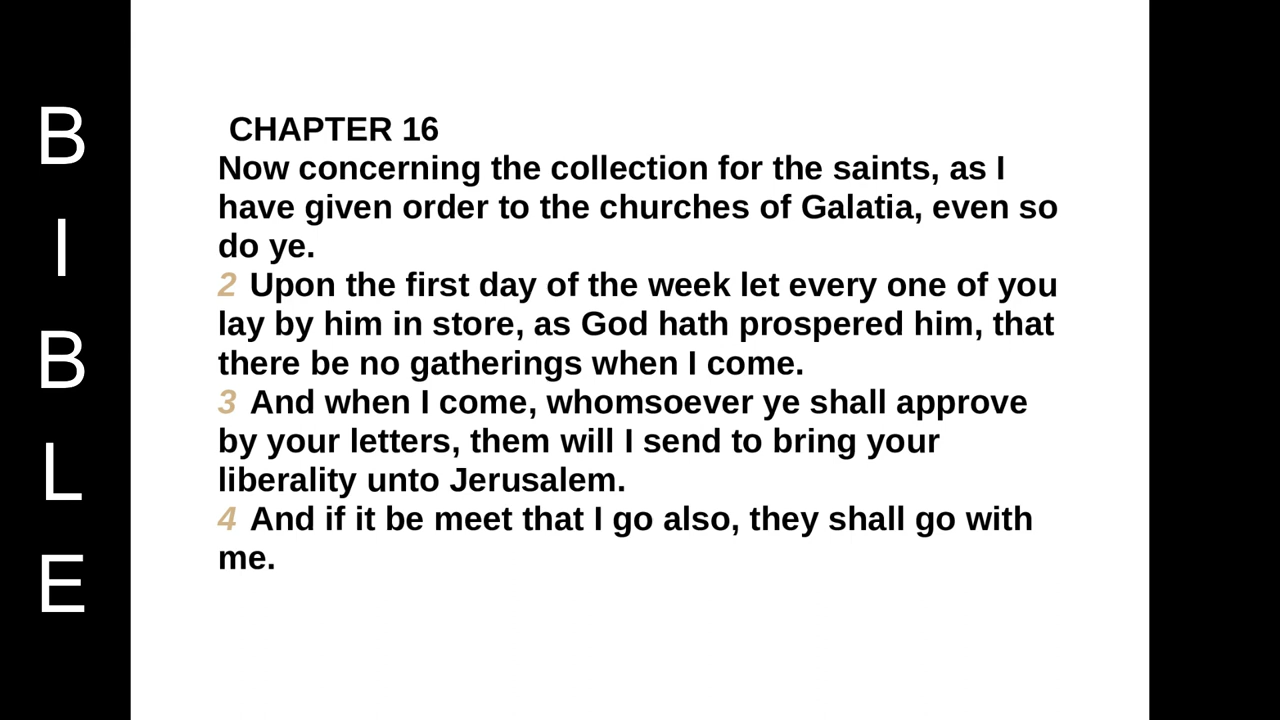 B
I
B
L
E
CHAPTER 16
Now concerning the collection for the saints, as I
have given order to the churches of Galatia, even so
do ye.
2 Upon the first day of the week let every one of you
lay by him in store, as God hath prospered him, that
there be no gatherings when I come.
3 And when I come, whomsoever ye shall approve
by your letters, them will I send to bring your
liberality unto Jerusalem.
4 And if it be meet that I go also, they shall go with
me.